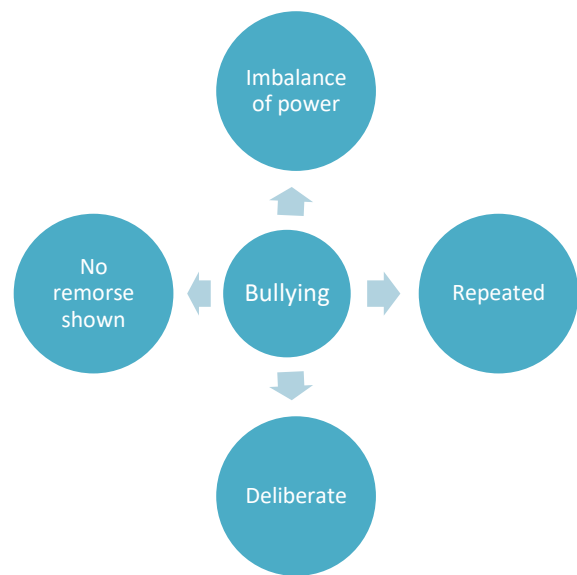 Imbalance
of power
No
remorse
shown
Bullying
Repeated
Deliberate